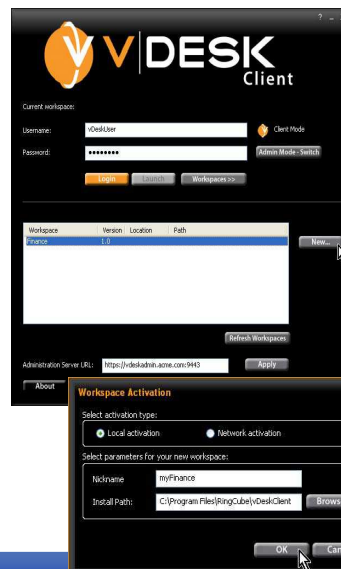 ? _
V DESK
Client
Current workspace:
Username: vDeskUser Client Mode
Password: •••••••• Admin Mode - Switch
Login Launch Workspaces >>
Workspace Version Location Path
Finance 1.0
New...
Refresh Workspaces
Administration Server URL: https://vdeskadmin.acme.com:9443 Apply
About
Workspace Activation
Select activation type:
Local activation Network activation
Select parameters for your new workspace:
Nickname myFinance
Install Path: C:\Program Files\RingCube\vDeskClient Brows
OK Can